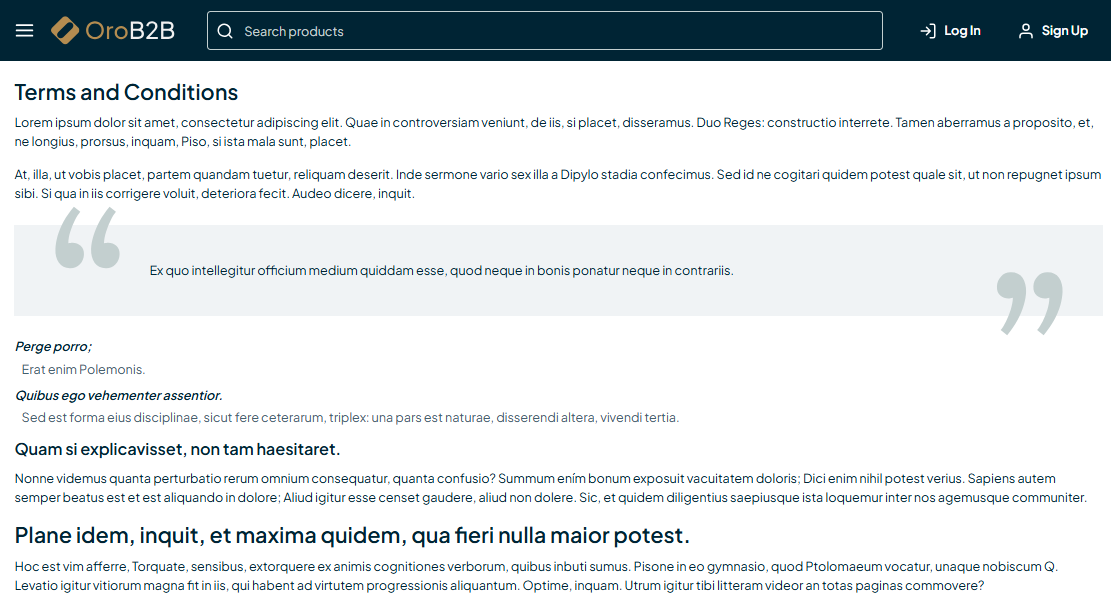 OroB2B
Search products
Log In
Sign Up
Terms and Conditions
Lorem ipsum dolor sit amet, consectetur adipiscing elit. Quae in controversiam veniunt, de iis, si placet, disseramus. Duo Reges: constructio interrete. Tamen aberramus a proposito, et,
ne longius, prorsus, inquam, Piso, si ista mala sunt, placet.
At, illa, ut vobis placet, partem quandam tuetur, reliquam deserit. Inde sermone vario sex illa a Dipylo stadia confecimus. Sed id ne cogitari quidem potest quale sit, ut non repugnet ipsum
sibi. Si qua in iis corrigere voluit, deteriora fecit. Audeo dicere, inquit.
“
Ex quo intellegitur officium medium quiddam esse, quod neque in bonis ponatur neque in contrariis.
”
Perge porro;
Erat enim Polemonis.
Quibus ego vehementer assentior.
Sed est forma eius disciplinae, sicut fere ceterarum, triplex: una pars est naturae, disserendi altera, vivendi tertia.
Quam si explicavisset, non tam haesitaret.
Nonne videmus quanta perturbatio rerum omnium consequatur, quanta confusio? Summum ením bonum exposuit vacuitatem doloris; Dici enim nihil potest verius. Sapiens autem
semper beatus est et est aliquando in dolore; Aliud igitur esse censet gaudere, aliud non dolere. Sic, et quidem diligentius saepiusque ista loquemur inter nos agemusque communiter.
Plane idem, inquit, et maxima quidem, qua fieri nulla maior potest.
Hoc est vim afferre, Torquate, sensibus, extorquere ex animis cognitiones verborum, quibus inbuti sumus. Pisone in eo gymnasio, quod Ptolomaeum vocatur, unaque nobiscum Q.
Levatio igitur vitiorum magna fit in iis, qui habent ad virtutem progressionis aliquantum. Optime, inquam. Utrum igitur tibi litteram videor an totas paginas commovere?